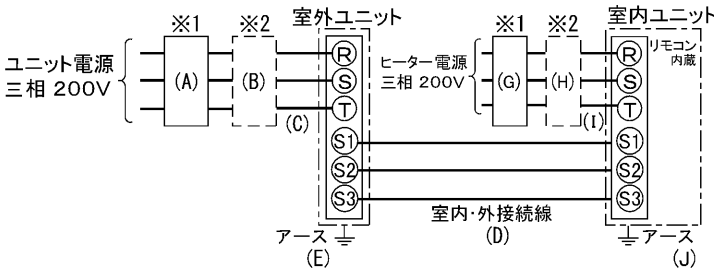 ※1 ※2 室外ユニット ※1 ※2 室内ユニット
ユニット電源
三相 200V
(A) (B) (C)
R
S
T
S1
S2
S3
ヒーター電源
三相 200V
(G) (H) (I)
R
S
T
S1
S2
S3
リモコン
内蔵
室内・外接続線
(D)
アース
(E)
アース
(J)